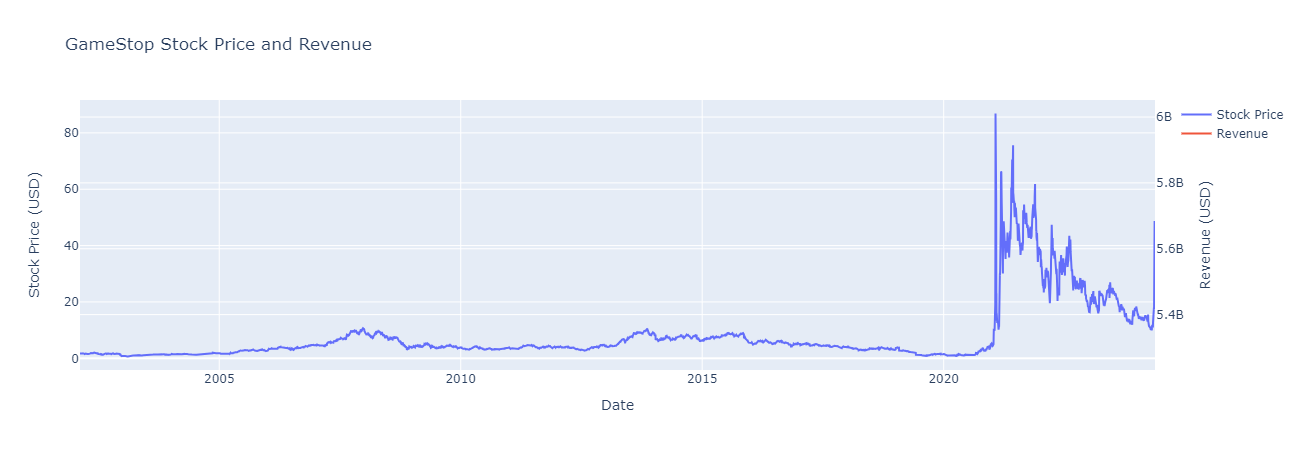 GameStop Stock Price and Revenue
Stock Price (USD)
80
60
40
20
0
2005
2010
2015
2020
Date
6B
5.8B
5.6B
5.4B
Revenue (USD)
Stock Price
Revenue